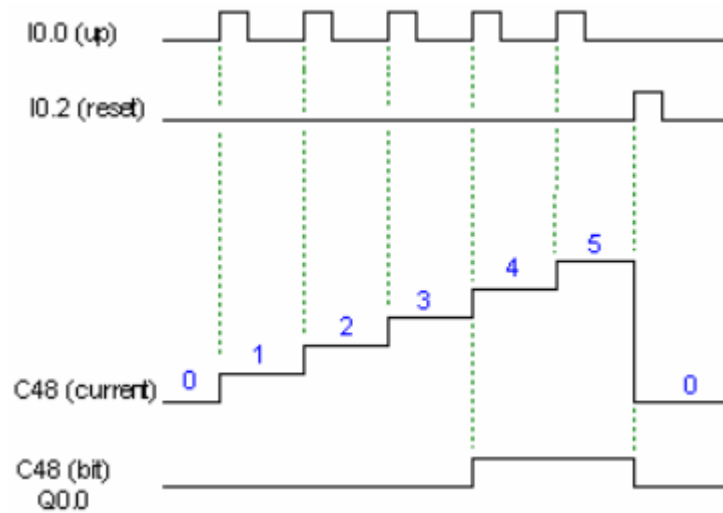 I0.0 (up)
I0.2 (reset)
5
4
3
2
1
0
C48 (current)
0
C48 (bit)
Q0.0